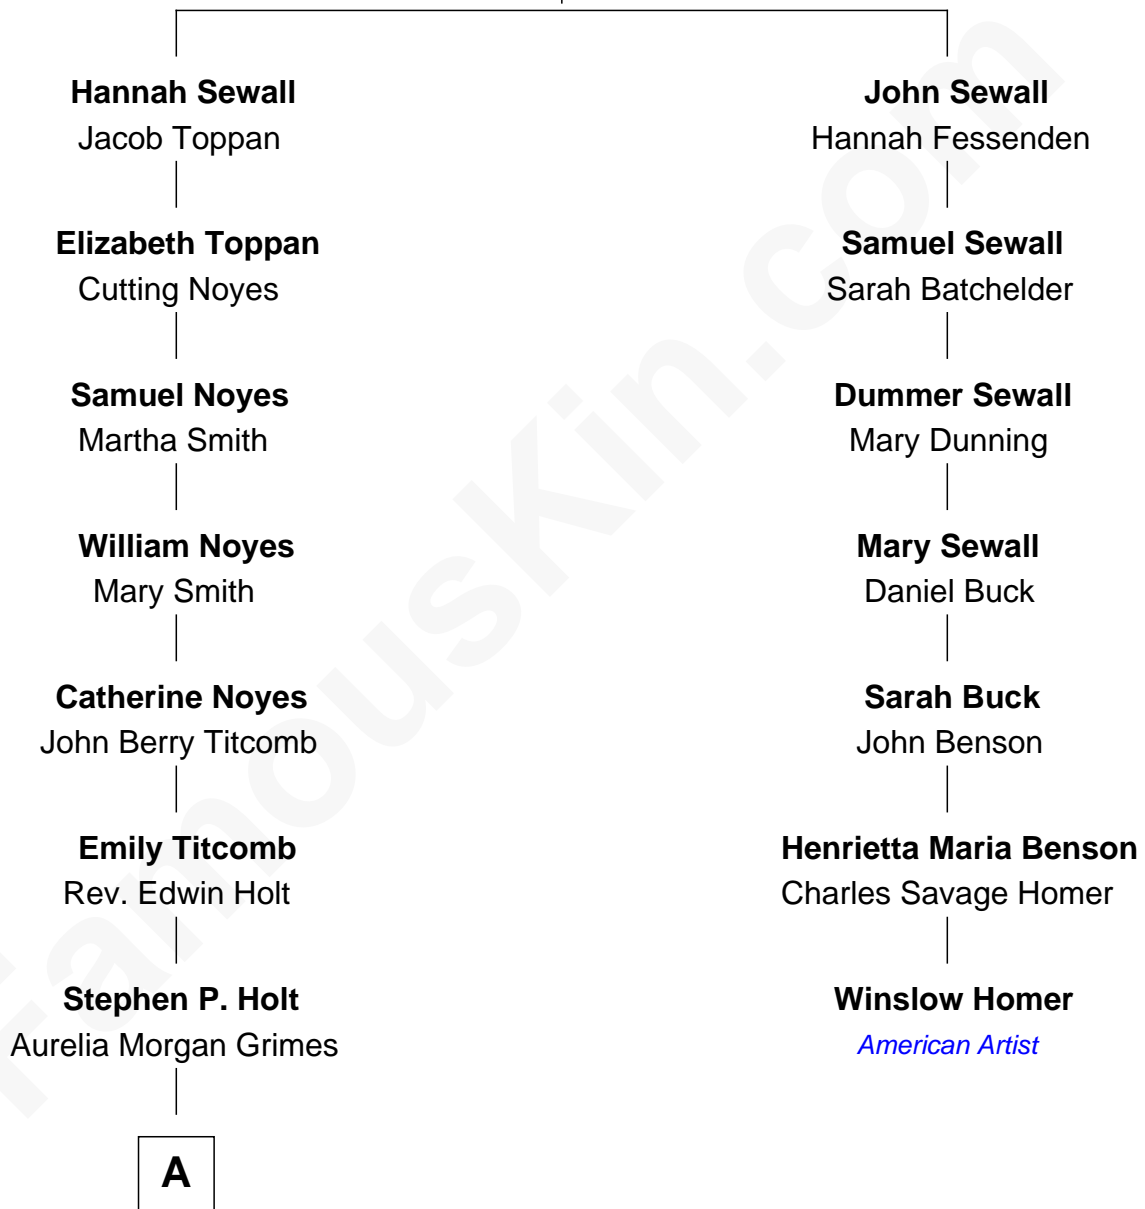 Hannah Sewall
Jacob Toppan
Elizabeth Toppan
Cutting Noyes
Samuel Noyes
Martha Smith
William Noyes
Mary Smith
Catherine Noyes
John Berry Titcomb
Emily Titcomb
Rev. Edwin Holt
Stephen P. Holt
Aurelia Morgan Grimes
A
John Sewall
Hannah Fessenden
Samuel Sewall
Sarah Batchelder
Dummer Sewall
Mary Dunning
Mary Sewall
Daniel Buck
Sarah Buck
John Benson
Henrietta Maria Benson
Charles Savage Homer
Winslow Homer
American Artist
FamousKin.com